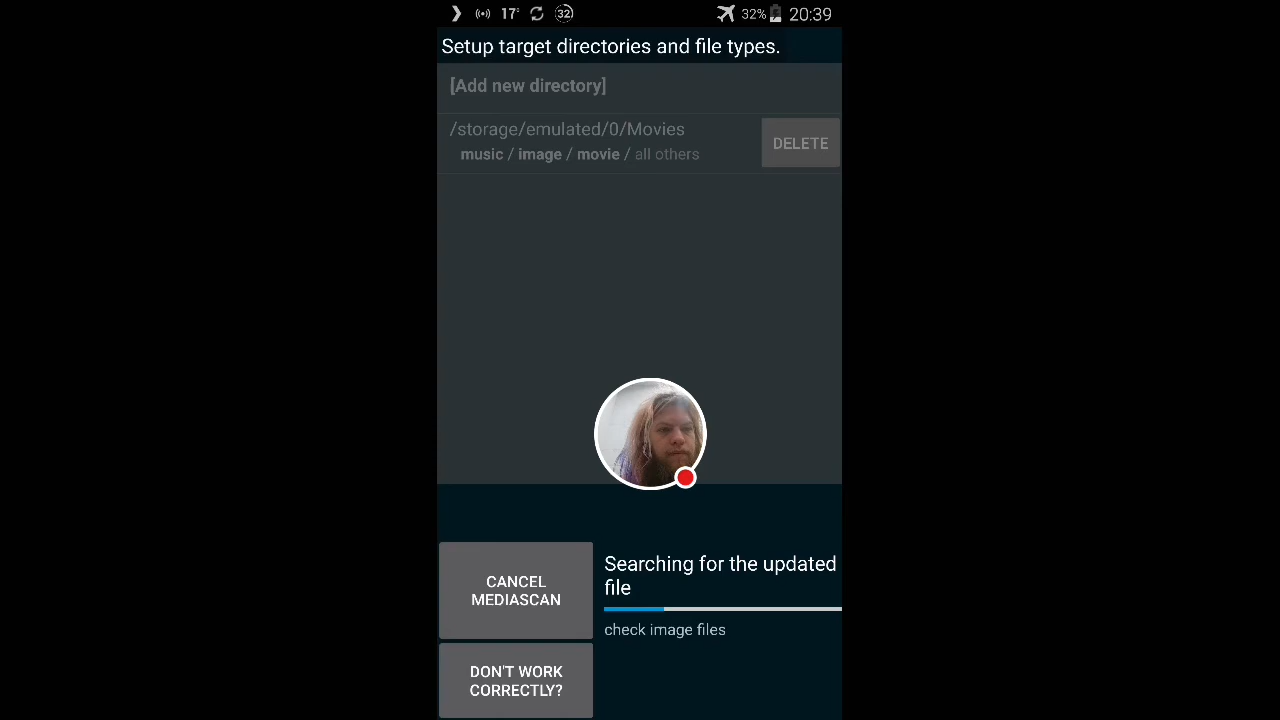 17° 32 32% 20:39
Setup target directories and file types.
[Add new directory]
/storage/emulated/0/Movies
music / image / movie / all others
DELETE
CANCEL
MEDIASCAN
Searching for the updated
file
check image files
DON'T WORK
CORRECTLY?